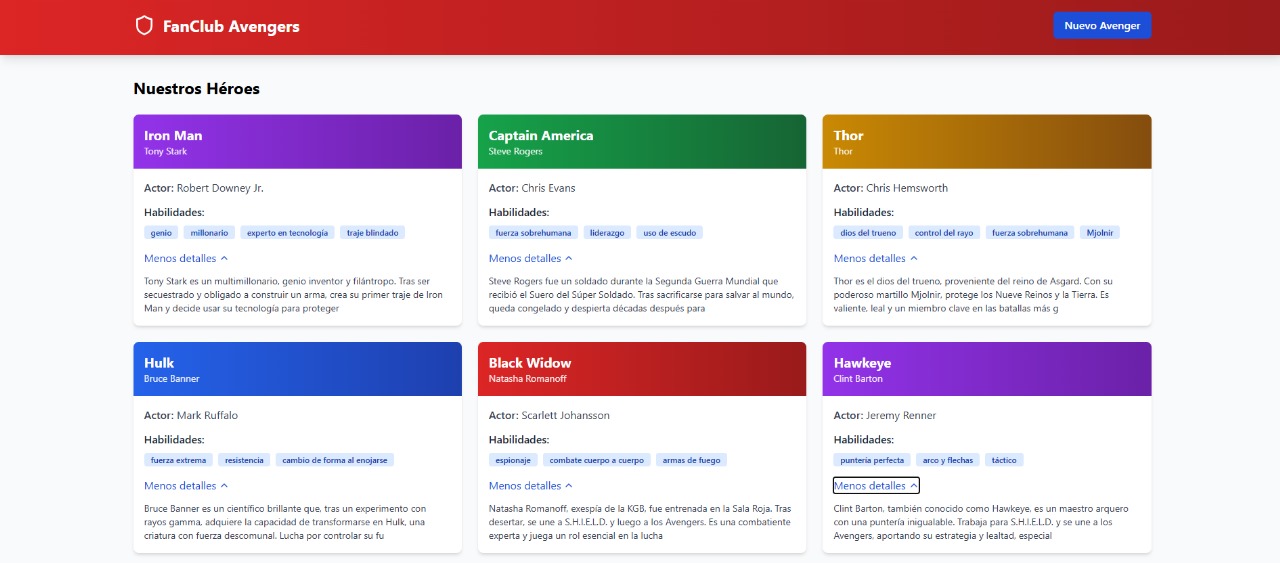 FanClub Avengers
Nuevo Avenger
Nuestros Héroes
Iron Man
Tony Stark
Actor: Robert Downey Jr.
Habilidades:
genio millonario experto en tecnología traje blindado
Menos detalles
Tony Stark es un multimillonario, genio inventor y filántropo. Tras ser
secuestrado y obligado a construir un arma, crea su primer traje de Iron
Man y decide usar su tecnología para proteger
Captain America
Steve Rogers
Actor: Chris Evans
Habilidades:
fuerza sobrehumana liderazgo uso de escudo
Menos detalles
Steve Rogers fue un soldado durante la Segunda Guerra Mundial que
recibió el Suero del Súper Soldado. Tras sacrificarse para salvar al mundo,
queda congelado y despierta décadas después para
Thor
Thor
Actor: Chris Hemsworth
Habilidades:
dios del trueno control del rayo fuerza sobrehumana Mjolnir
Menos detalles
Thor es el dios del trueno, proveniente del reino de Asgard. Con su
poderoso martillo Mjolnir, protege los Nueve Reinos y la Tierra. Es
valiente, leal y un miembro clave en las batallas más g
Hulk
Bruce Banner
Actor: Mark Ruffalo
Habilidades:
fuerza extrema resistencia cambio de forma al enojarse
Menos detalles
Bruce Banner es un científico brillante que, tras un experimento con
rayos gamma, adquiere la capacidad de transformarse en Hulk, una
criatura con fuerza descomunal. Lucha por controlar su fu
Black Widow
Natasha Romanoff
Actor: Scarlett Johansson
Habilidades:
espionaje combate cuerpo a cuerpo armas de fuego
Menos detalles
Natasha Romanoff, exespía de la KGB, fue entrenada en la Sala Roja. Tras
desertar, se une a S.H.I.E.L.D. y luego a los Avengers. Es una combatiente
experta y juega un rol esencial en la lucha
Hawkeye
Clint Barton
Actor: Jeremy Renner
Habilidades:
puntería perfecta arco y flechas táctico
Menos detalles
Clint Barton, también conocido como Hawkeye, es un maestro arquero
con una puntería inigualable. Trabaja para S.H.I.E.L.D. y se une a los
Avengers, aportando su estrategia y lealtad, especial